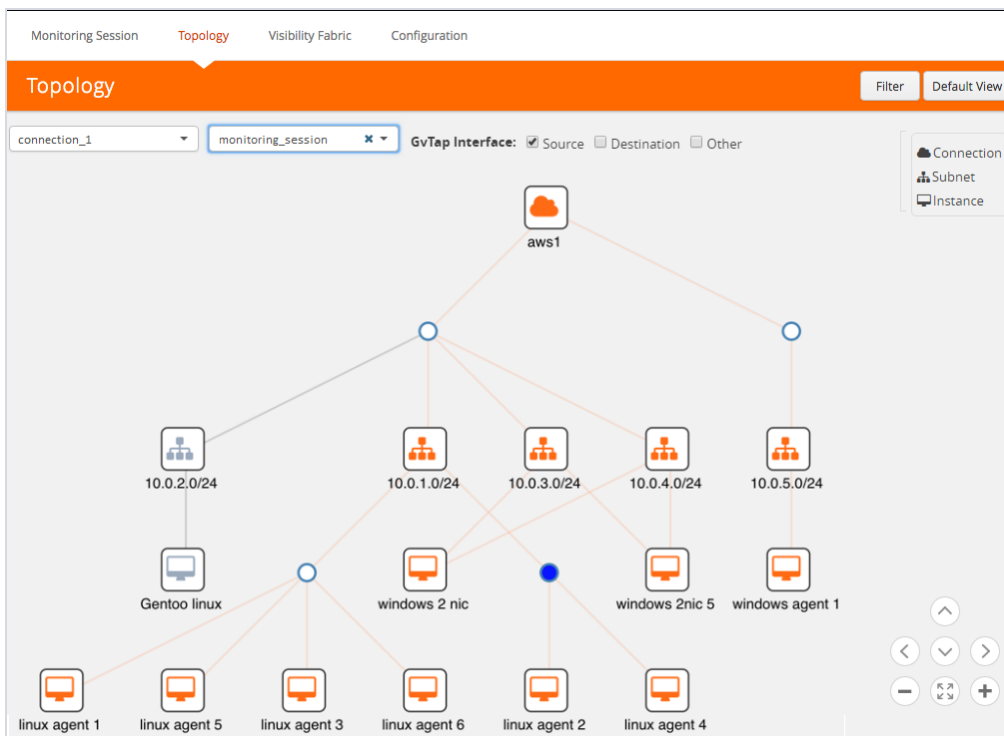 Monitoring Session Topology Visibility Fabric Configuration
Topology Filter Default View
connection_1 monitoring_session GvTap Interface: Source Destination Other
Connection
Subnet
Instance
aws1
10.0.2.0/24 10.0.1.0/24 10.0.3.0/24 10.0.4.0/24 10.0.5.0/24
Gentoo linux windows 2 nic windows 2nic 5 windows agent 1
linux agent 1 linux agent 5 linux agent 3 linux agent 6 linux agent 2 linux agent 4